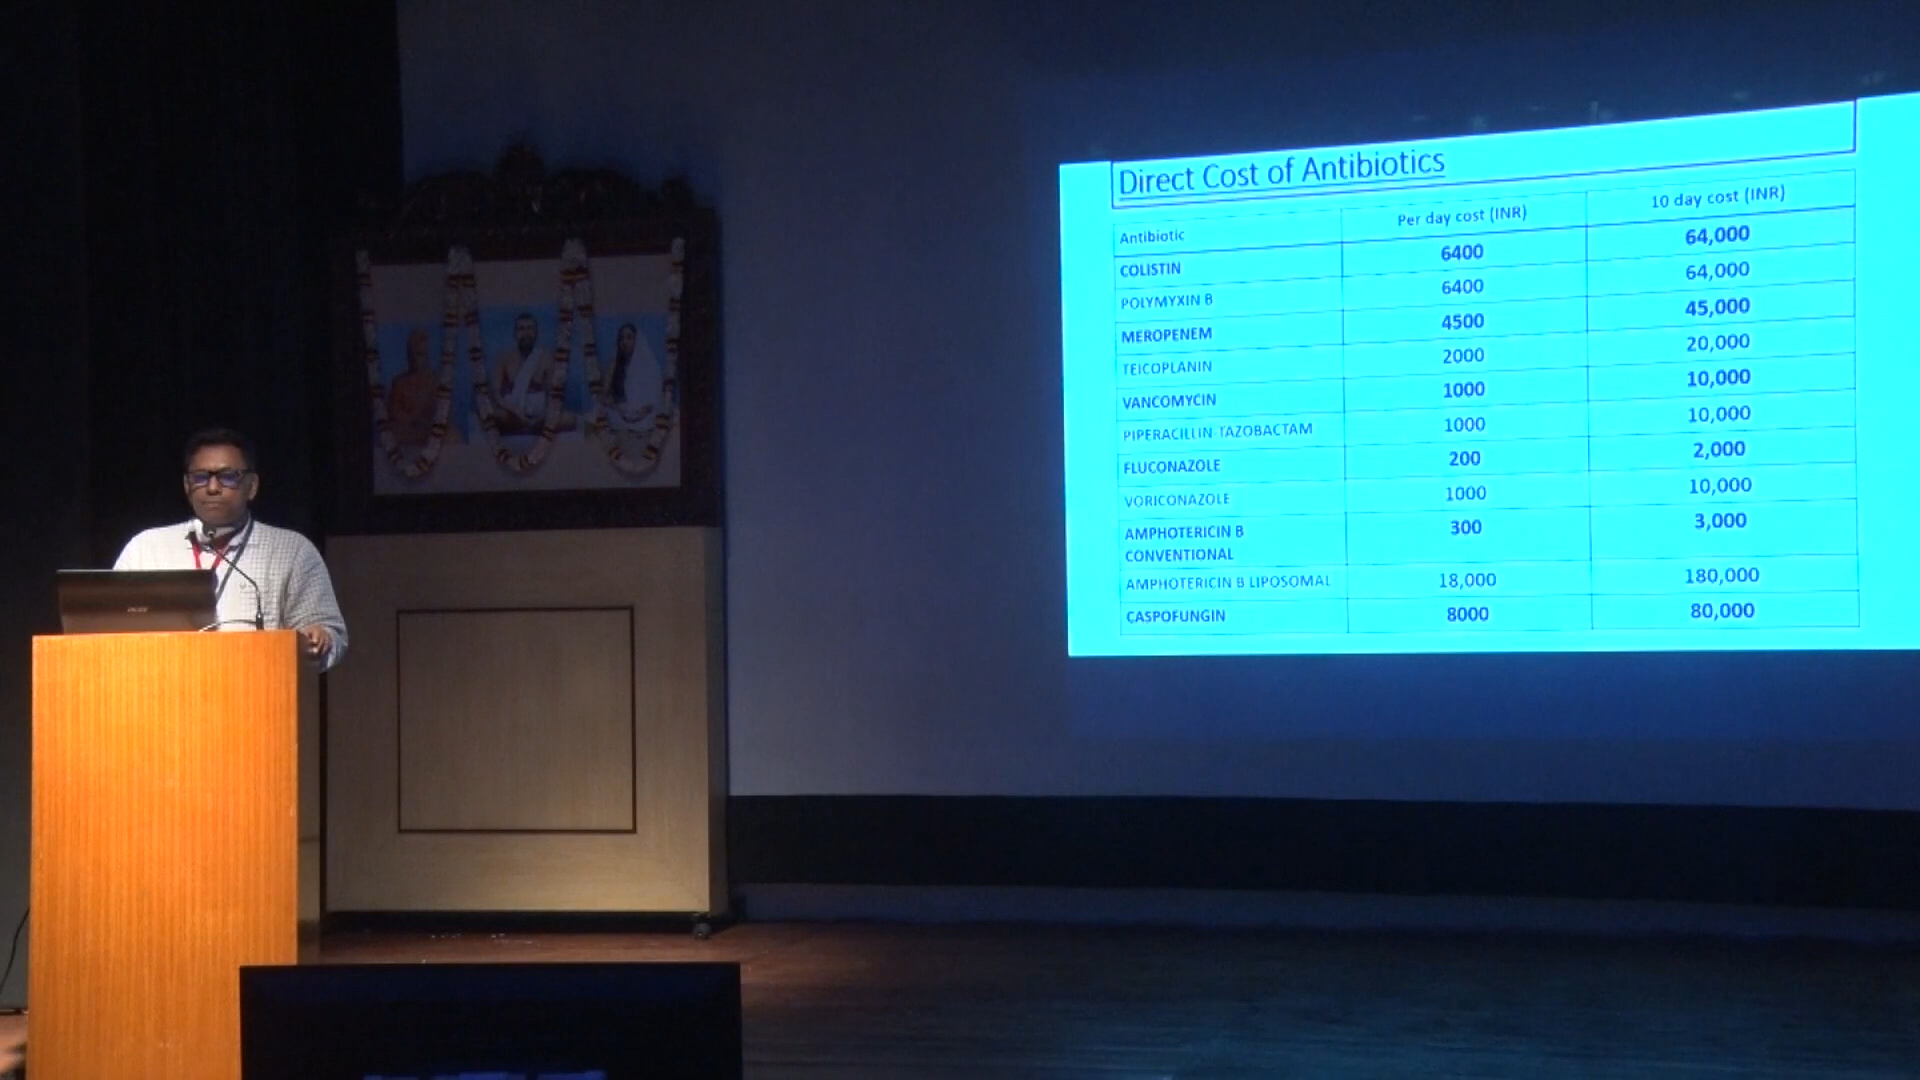 Direct Cost of Antibiotics
Antibiotic Per day cost (INR) 10 day cost (INR)
COLISTIN 6400 64,000
POLYMYXIN B 6400 64,000
MEROPENEM 4500 45,000
TEICOPLANIN 2000 20,000
VANCOMYCIN 1000 10,000
PIPERACILLIN TAZOBACTAM 1000 10,000
FLUCONAZOLE 200 2,000
VORICONAZOLE 1000 10,000
AMPHOTERICIN B 300 3,000
CONVENTIONAL
AMPHOTERICIN B LIPOSOMAL 18,000 180,000
CASPOFUNGIN 8000 80,000
acer